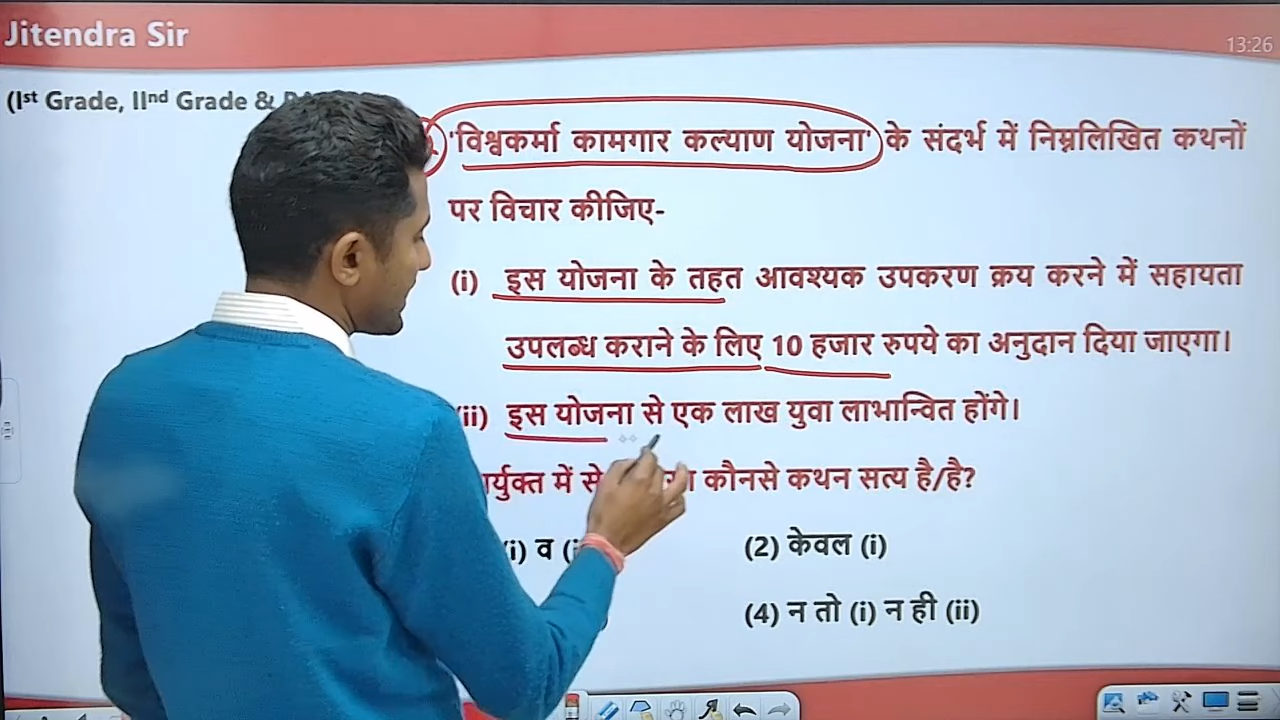 Jitendra Sir
13:26
(Iˢᵗ Grade, IIⁿᵈ Grade &
'विश्वकर्मा कामगार कल्याण योजना' के संदर्भ में निम्नलिखित कथनों
पर विचार कीजिए-
(i) इस योजना के तहत आवश्यक उपकरण क्रय करने में सहायता
उपलब्ध कराने के लिए 10 हजार रुपये का अनुदान दिया जाएगा।
(ii) इस योजना से एक लाख युवा लाभान्वित होंगे।
में से कौनसे कथन सत्य है/है?
(i) व
(2) केवल (i)
(4) न तो (i) न ही (ii)